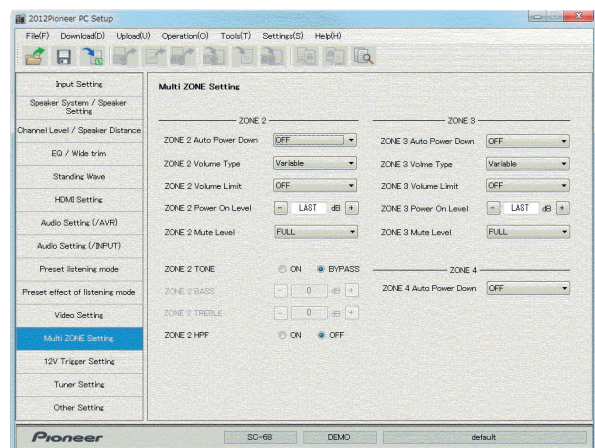 2012Pioneer PC Setup
File(F) Download(D) Upload(U) Operation(O) Tools(T) Settings(S) Help(H)
Input Setting
Speaker System / Speaker Setting
Channel Level / Speaker Distance
EQ / Wide trim
Standing Wave
HDMI Setting
Audio Setting (/AVR)
Audio Setting (/INPUT)
Preset listening mode
Preset effect of listening mode
Video Setting
Multi ZONE Setting
12V Trigger Setting
Tuner Setting
Other Setting
Multi ZONE Setting
ZONE 2
ZONE 2 Auto Power Down OFF
ZONE 2 Volume Type Variable
ZONE 2 Volume Limit OFF
ZONE 2 Power On Level - LAST dB +
ZONE 2 Mute Level FULL
ZONE 2 TONE ON BYPASS
ZONE 2 BASS - 0 dB +
ZONE 2 TREBLE - 0 dB +
ZONE 2 HPF ON OFF
ZONE 3
ZONE 3 Auto Power Down OFF
ZONE 3 Volme Type Variable
ZONE 3 Volume Limit OFF
ZONE 3 Power On Level - LAST dB +
ZONE 3 Mute Level FULL
ZONE 4
ZONE 4 Auto Power Down OFF
Pioneer SC-68 DEMO default